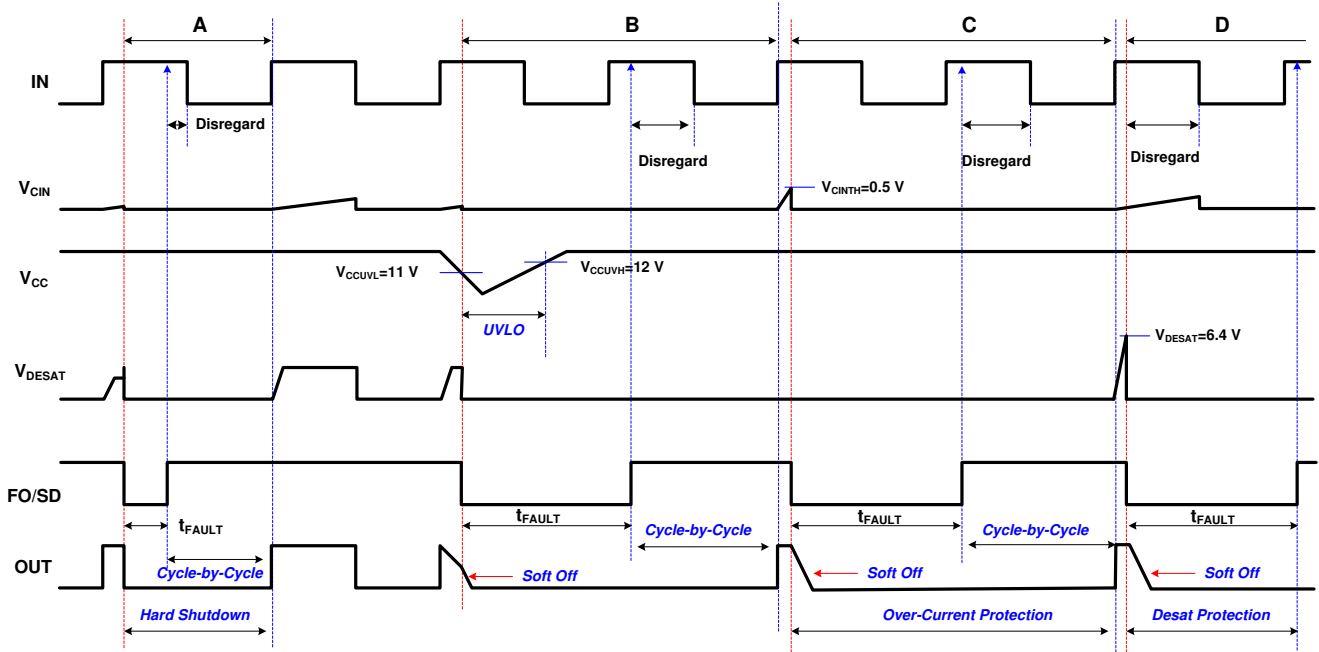 A
B
C
D
IN
Disregard
Disregard
Disregard
Disregard
VCIN
VCINTH=0.5 V
VCC
VCCUVL=11 V
VCCUVH=12 V
UVLO
VDESAT=6.4 V
VDESAT
FO/SD
tFAULT
tFAULT
tFAULT
tFAULT
Cycle-by-Cycle
Cycle-by-Cycle
OUT
Cycle-by-Cycle
Soft Off
Soft Off
Soft Off
Hard Shutdown
Over-Current Protection
Desat Protection